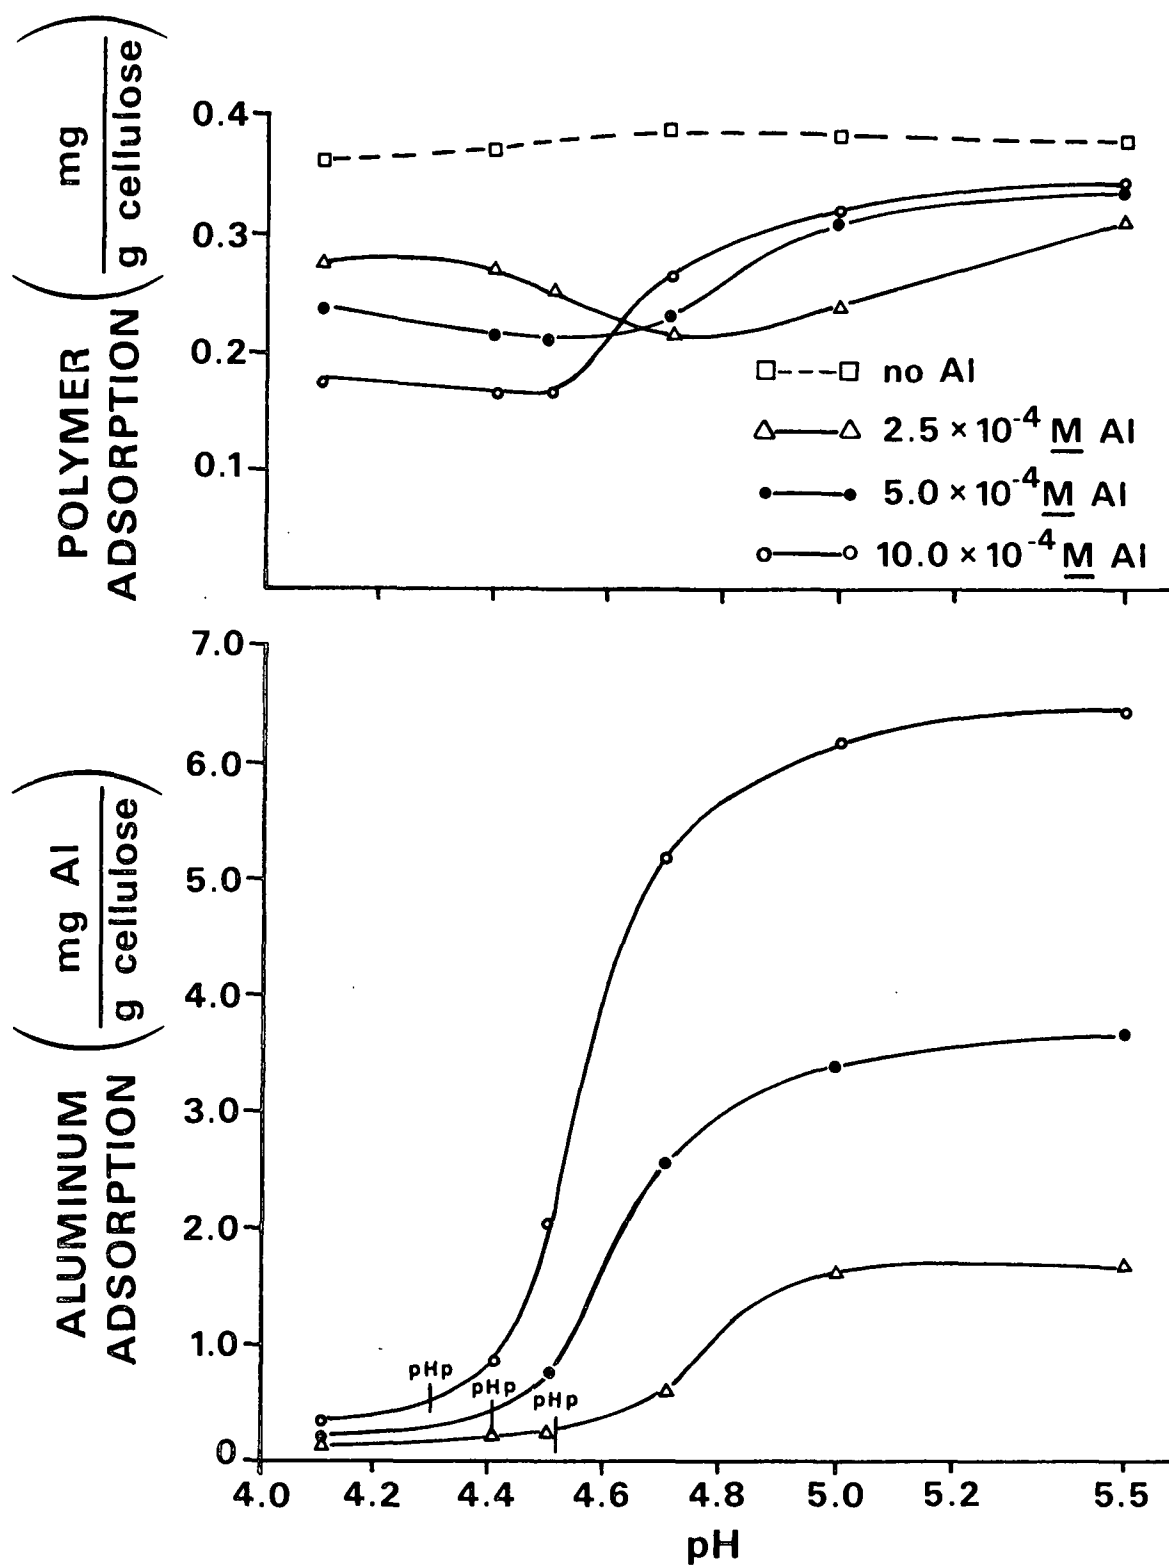 POLYMER
ADSORPTION
( mg / g cellulose )
0.4
0.3
0.2
0.1
no Al
2.5 × 10⁻⁴ M Al
5.0 × 10⁻⁴ M Al
10.0 × 10⁻⁴ M Al
ALUMINUM
ADSORPTION
( mg Al / g cellulose )
7.0
6.0
5.0
4.0
3.0
2.0
1.0
0
pHp
pHp
pHp
4.0 4.2 4.4 4.6 4.8 5.0 5.2 5.5
pH